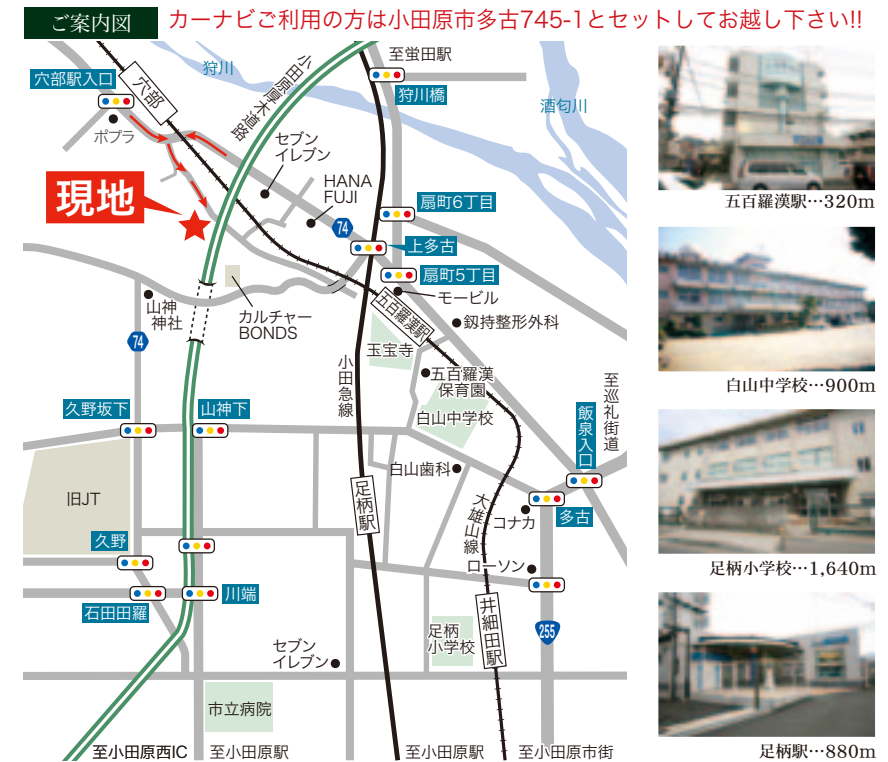 ご案内図
カーナビご利用の方は小田原市多古745-1とセットしてお越し下さい!!
至蛍田駅
狩川
穴部駅入口
穴部
小田原厚木道路
狩川橋
酒匂川
ポプラ
セブン
イレブン
現地
HANA
FUJI
扇町6丁目
74
上多古
扇町5丁目
モービル
五百羅漢駅
釼持整形外科
山神
神社
カルチャー
BONDS
74
玉宝寺
小田急線
五百羅漢
保育園
至巡礼街道
久野坂下
山神下
白山中学校
飯泉入口
白山歯科
旧JT
足柄駅
大雄山線
コナカ
多古
久野
ローソン
石田田羅
川端
井細田駅
255
足柄
小学校
セブン
イレブン
市立病院
至小田原西IC
至小田原駅
至小田原駅
至小田原市街
五百羅漢駅…320m
白山中学校…900m
足柄小学校…1,640m
足柄駅…880m